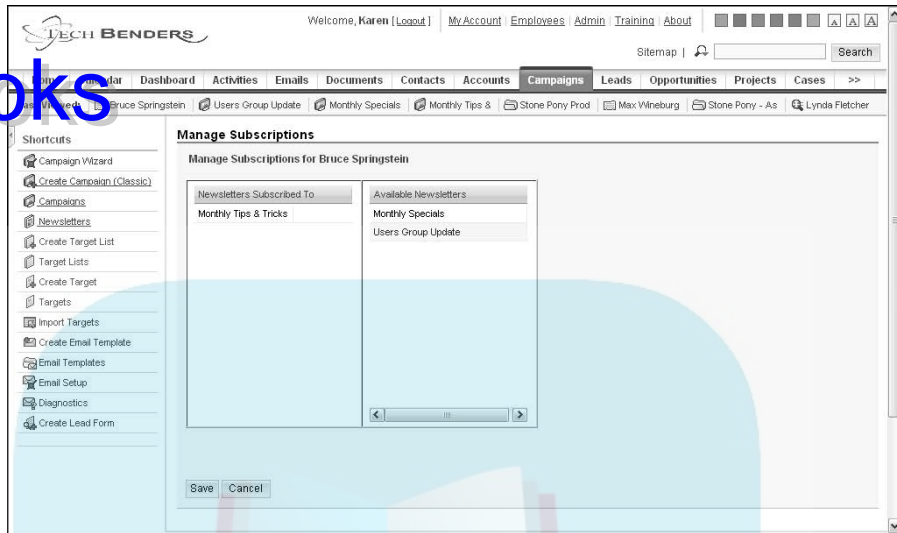 TECH BENDERS
Welcome, Karen [ Logout ] My Account Employees Admin Training About A A A
Sitemap | Search
Home Calendar Dashboard Activities Emails Documents Contacts Accounts Campaigns Leads Opportunities Projects Cases >>
oks
Bruce Springstein Users Group Update Monthly Specials Monthly Tips & Stone Pony Prod Max Wineburg Stone Pony - As Lynda Fletcher
Shortcuts
Campaign Wizard
Create Campaign (Classic)
Campaigns
Newsletters
Create Target List
Target Lists
Create Target
Targets
Import Targets
Create Email Template
Email Templates
Email Setup
Diagnostics
Create Lead Form
Manage Subscriptions
Manage Subscriptions for Bruce Springstein
Newsletters Subscribed To
Monthly Tips & Tricks
Available Newsletters
Monthly Specials
Users Group Update
Save Cancel